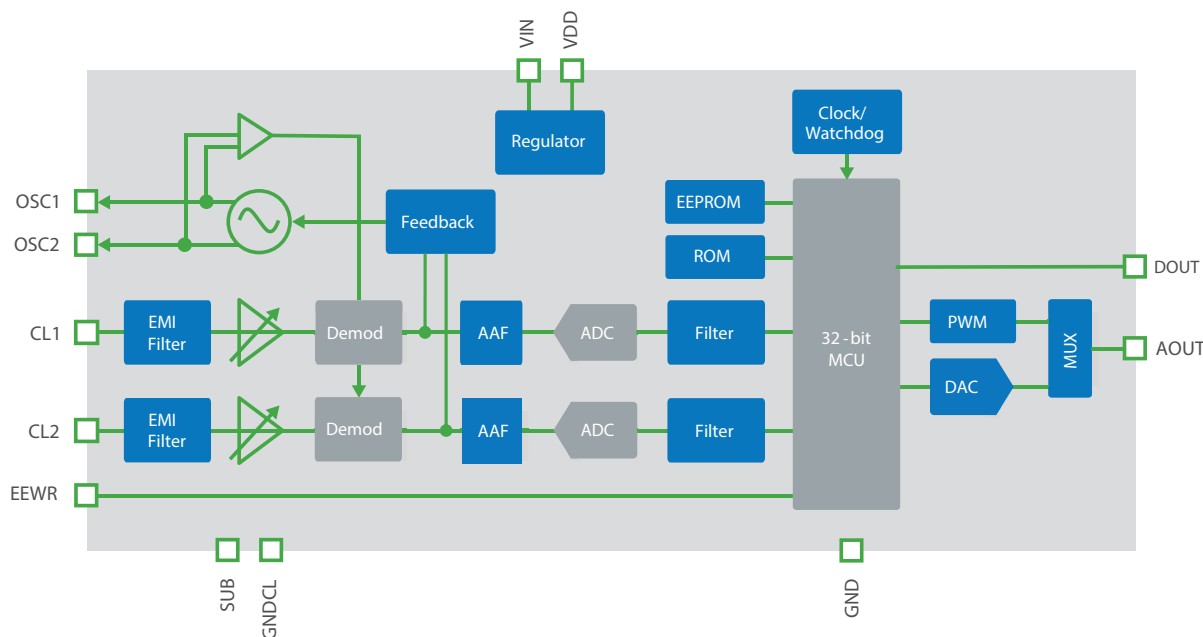 VIN
VDD
Clock/
Watchdog
Regulator
OSC1
OSC2
Feedback
EEPROM
ROM
DOUT
CL1
EMI
Filter
Demod
AAF
ADC
Filter
32-bit
MCU
PWM
DAC
MUX
AOUT
CL2
EMI
Filter
Demod
AAF
ADC
Filter
EEWR
SUB
GNDCL
GND